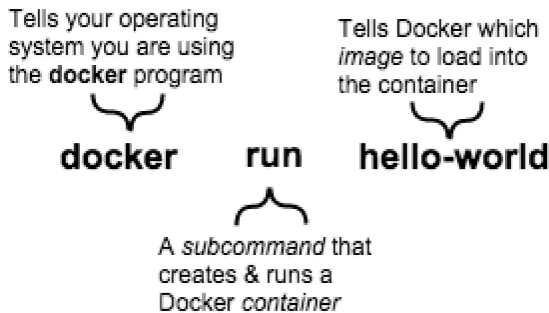 Tells your operating
system you are using
the docker program
Tells Docker which
image to load into
the container
docker run hello-world
A subcommand that
creates & runs a
Docker container